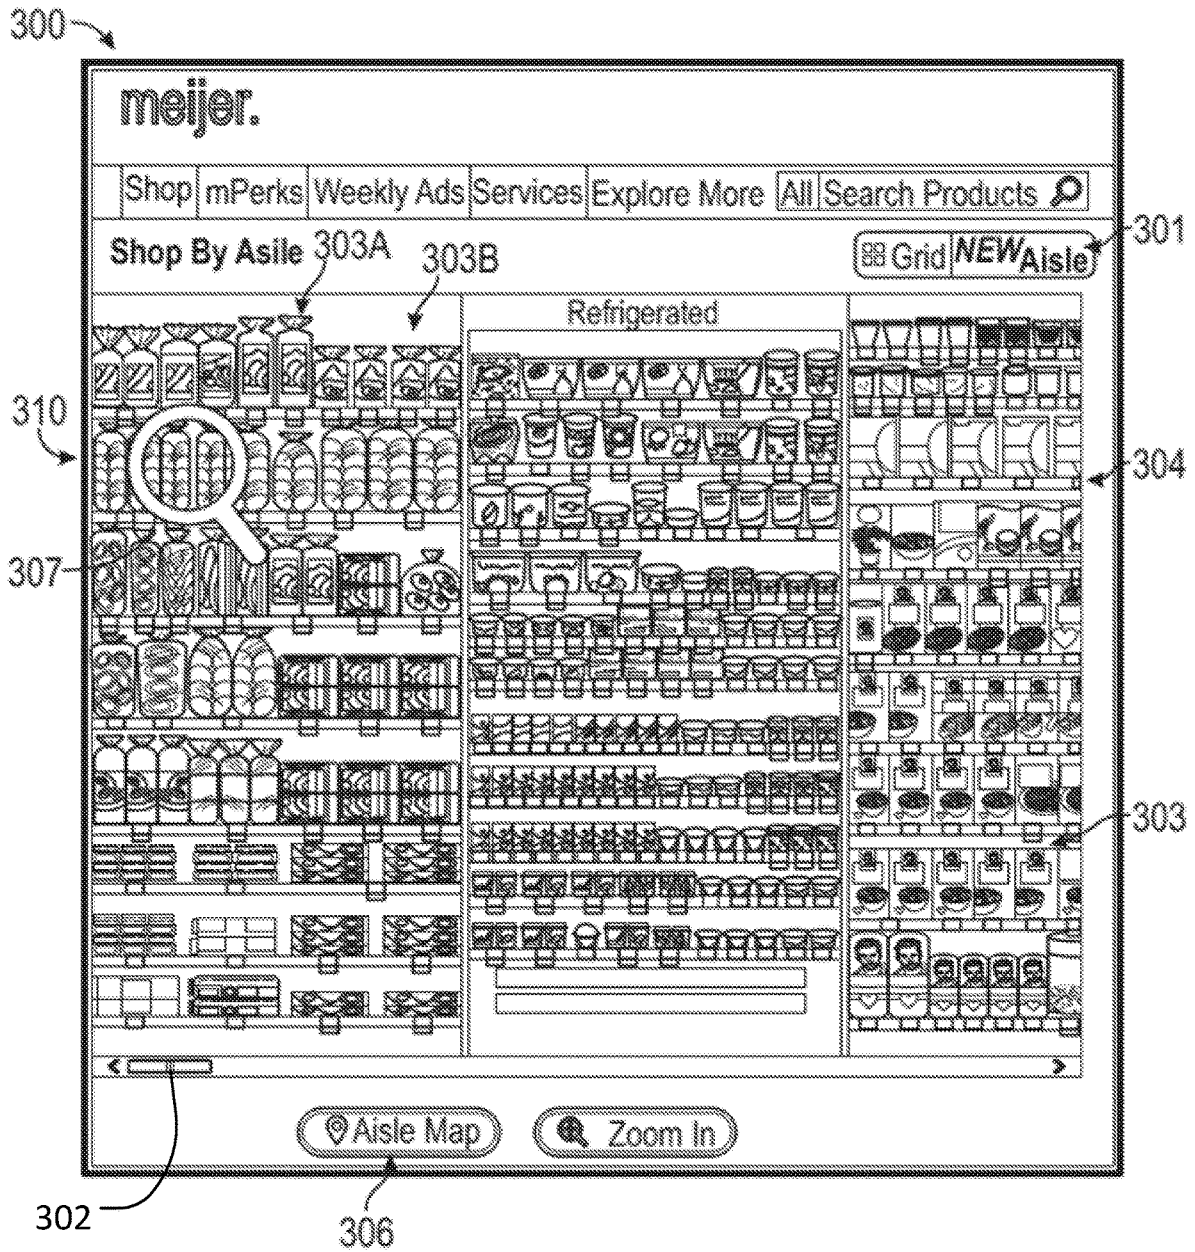 300
meijer.
Shop mPerks Weekly Ads Services Explore More All Search Products
Shop By Asile 303A 303B Grid NEW Aisle 301
Refrigerated
310
304
307
303
< >
Aisle Map Zoom In
302
306